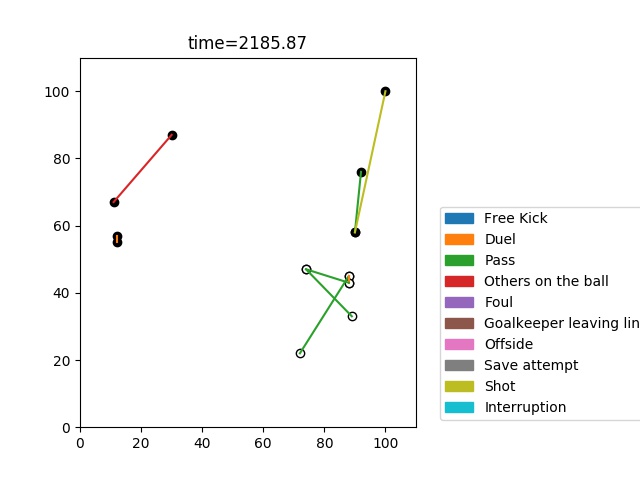 time=2185.87
100
80
60
40
20
0
0 20 40 60 80 100
Free Kick
Duel
Pass
Others on the ball
Foul
Goalkeeper leaving lin
Offside
Save attempt
Shot
Interruption